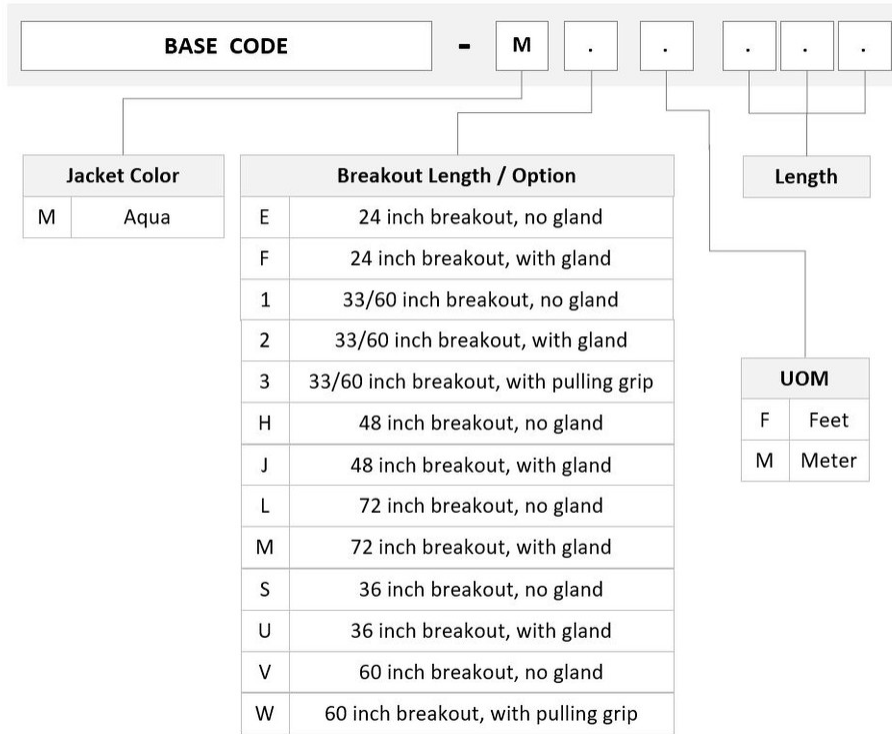 BASE CODE - M . . . . .
Jacket Color
M Aqua
Breakout Length / Option
E 24 inch breakout, no gland
F 24 inch breakout, with gland
1 33/60 inch breakout, no gland
2 33/60 inch breakout, with gland
3 33/60 inch breakout, with pulling grip
H 48 inch breakout, no gland
J 48 inch breakout, with gland
L 72 inch breakout, no gland
M 72 inch breakout, with gland
S 36 inch breakout, no gland
U 36 inch breakout, with gland
V 60 inch breakout, no gland
W 60 inch breakout, with pulling grip
Length
UOM
F Feet
M Meter